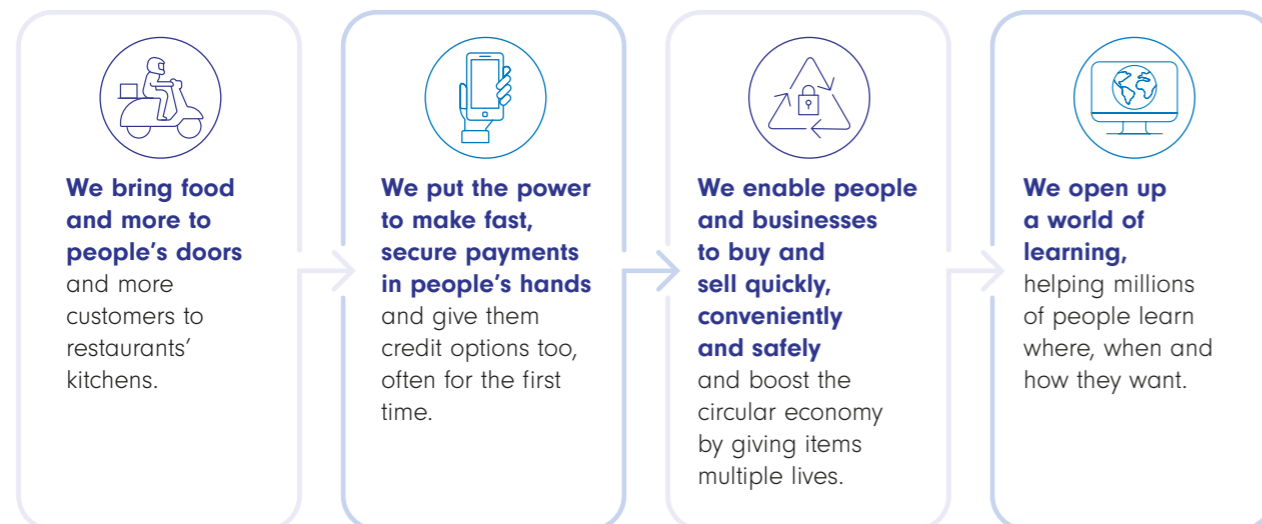 We bring food
and more to
people’s doors
and more
customers to
restaurants’
kitchens.
We put the power
to make fast,
secure payments
in people’s hands
and give them
credit options too,
often for the first
time.
We enable people
and businesses
to buy and
sell quickly,
conveniently
and safely
and boost the
circular economy
by giving items
multiple lives.
We open up
a world of
learning,
helping millions
of people learn
where, when and
how they want.